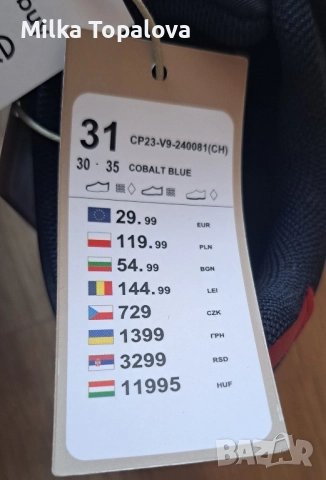 Milka Topalova
31 CP23-V9-240081(CH)
30 - 35 COBALT BLUE
29.99 EUR
119.99 PLN
54.99 BGN
144.99 LEI
729 CZK
1399 ГРН
3299 RSD
11995 HUF
BAZAR